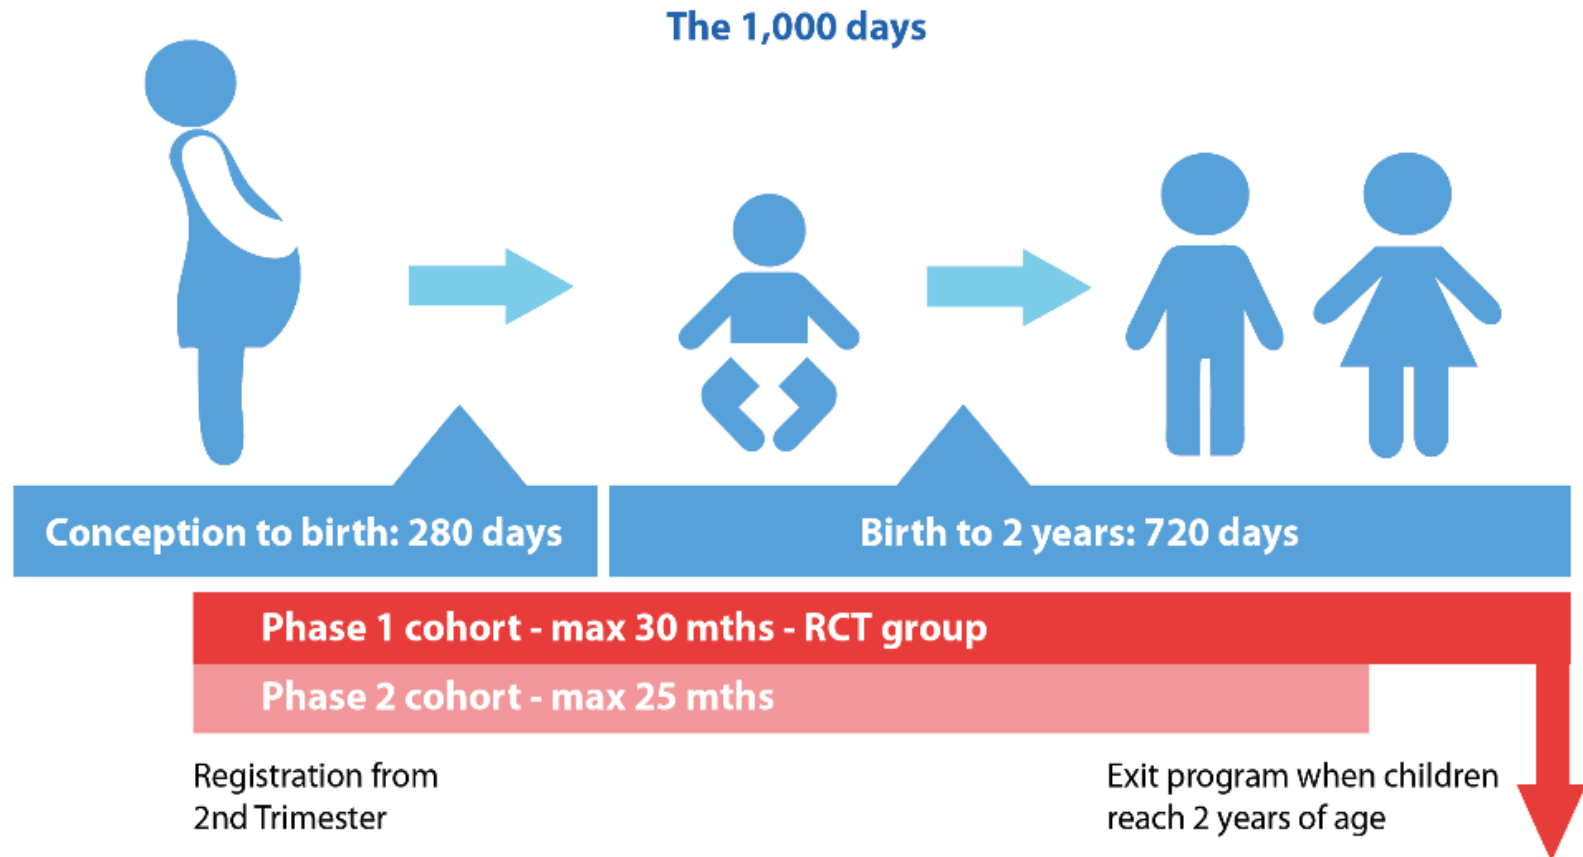 The 1,000 days
Conception to birth: 280 days
Birth to 2 years: 720 days
Phase 1 cohort - max 30 mths - RCT group
Phase 2 cohort - max 25 mths
Registration from
2nd Trimester
Exit program when children
reach 2 years of age